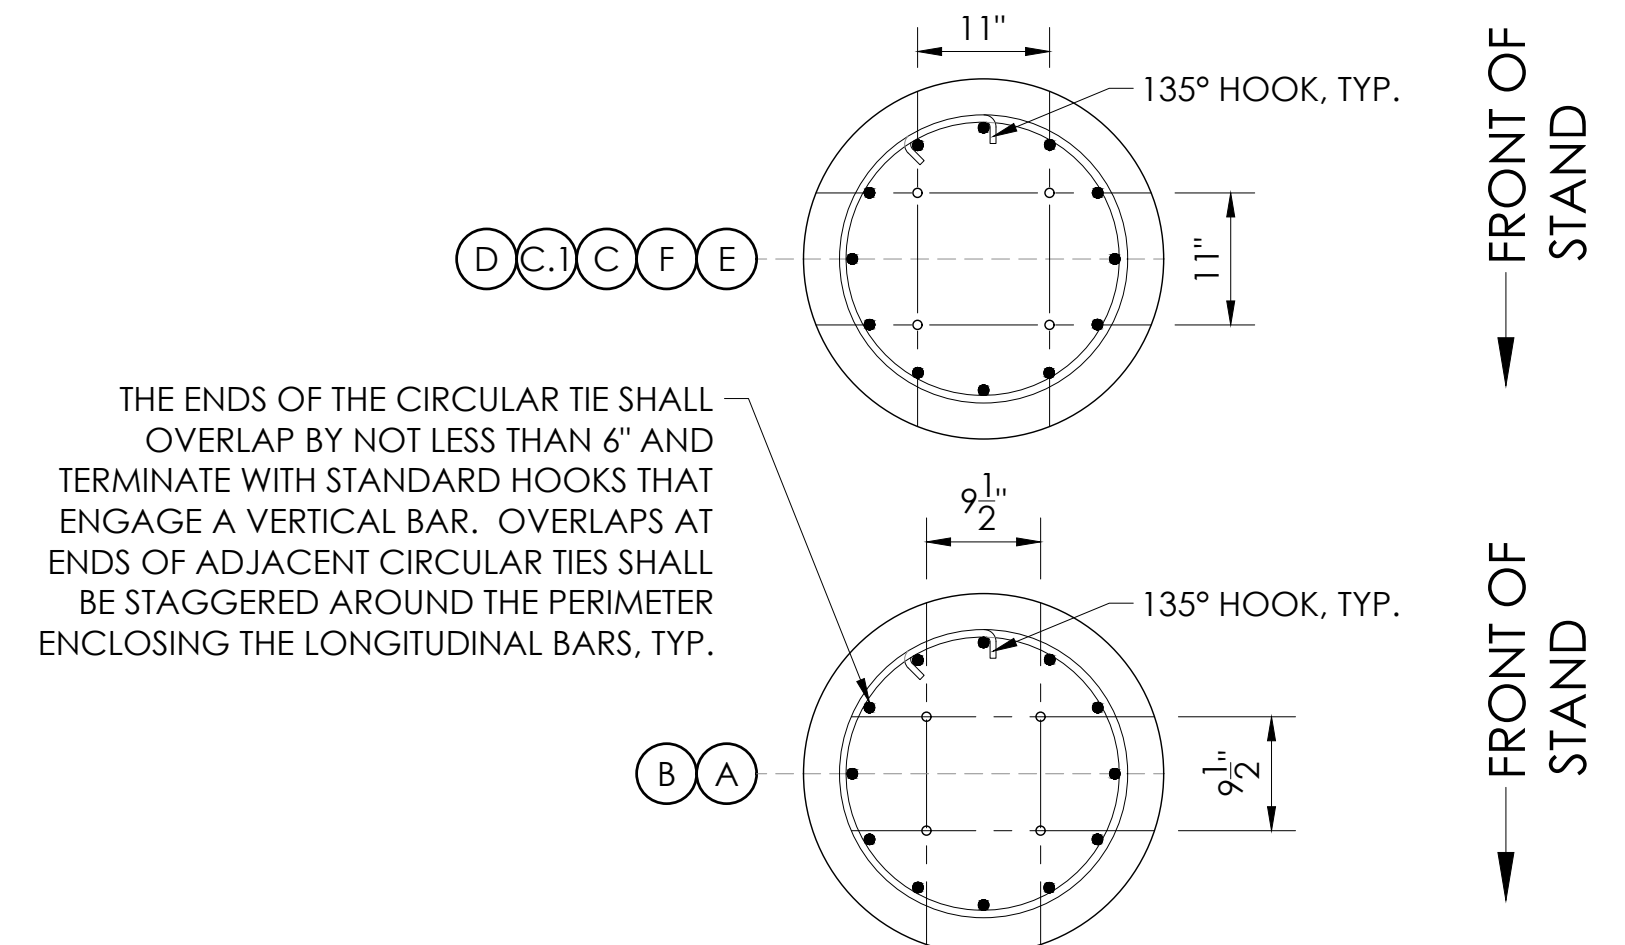 11"
135° HOOK, TYP.
FRONT OF
STAND
D C.1 C F E
11"
THE ENDS OF THE CIRCULAR TIE SHALL
OVERLAP BY NOT LESS THAN 6" AND
TERMINATE WITH STANDARD HOOKS THAT
ENGAGE A VERTICAL BAR. OVERLAPS AT
ENDS OF ADJACENT CIRCULAR TIES SHALL
BE STAGGERED AROUND THE PERIMETER
ENCLOSING THE LONGITUDINAL BARS, TYP.
9 1/2"
135° HOOK, TYP.
FRONT OF
STAND
B A
9 1/2"